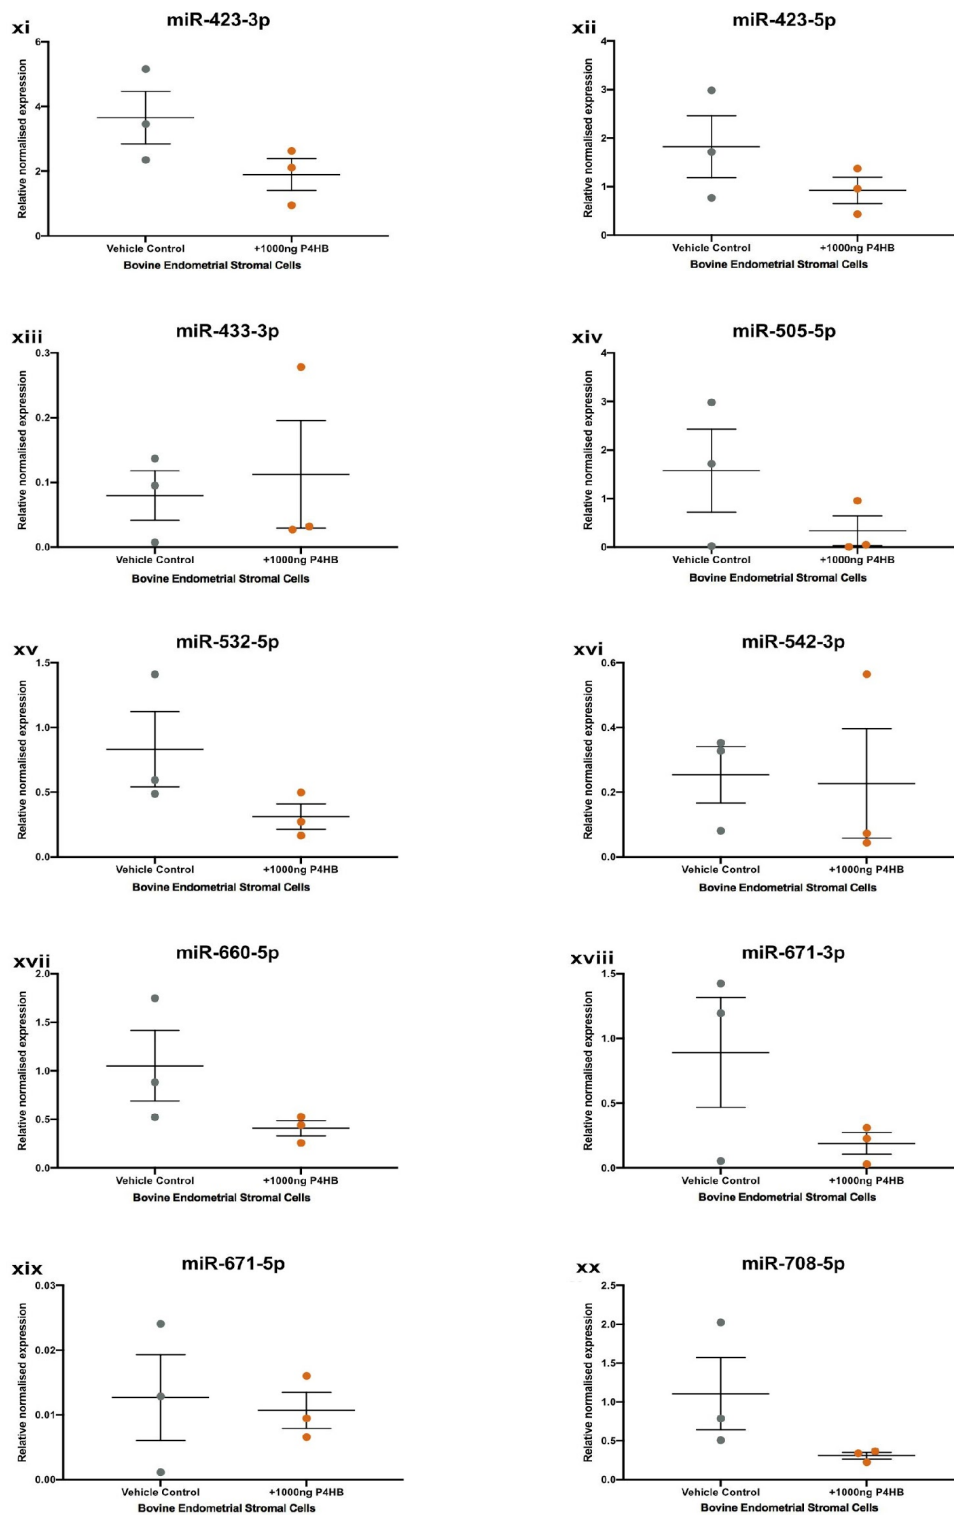 xi
miR-423-3p
Relative normalised expression
6
4
2
0
Vehicle Control
+1000ng P4HB
Bovine Endometrial Stromal Cells
xii
miR-423-5p
Relative normalised expression
4
3
2
1
0
Vehicle Control
+1000ng P4HB
Bovine Endometrial Stromal Cells
xiii
miR-433-3p
Relative normalised expression
0.3
0.2
0.1
0.0
Vehicle Control
+1000ng P4HB
Bovine Endometrial Stromal Cells
xiv
miR-505-5p
Relative normalised expression
4
3
2
1
0
Vehicle Control
+1000ng P4HB
Bovine Endometrial Stromal Cells
xv
miR-532-5p
Relative normalised expression
1.5
1.0
0.5
0.0
Vehicle Control
+1000ng P4HB
Bovine Endometrial Stromal Cells
xvi
miR-542-3p
Relative normalised expression
0.6
0.4
0.2
0.0
Vehicle Control
+1000ng P4HB
Bovine Endometrial Stromal Cells
xvii
miR-660-5p
Relative normalised expression
2.0
1.5
1.0
0.5
0.0
Vehicle Control
+1000ng P4HB
Bovine Endometrial Stromal Cells
xviii
miR-671-3p
Relative normalised expression
1.5
1.0
0.5
0.0
Vehicle Control
+1000ng P4HB
Bovine Endometrial Stromal Cells
xix
miR-671-5p
Relative normalised expression
0.03
0.02
0.01
0.00
Vehicle Control
+1000ng P4HB
Bovine Endometrial Stromal Cells
xx
miR-708-5p
Relative normalised expression
2.5
2.0
1.5
1.0
0.5
0.0
Vehicle Control
+1000ng P4HB
Bovine Endometrial Stromal Cells